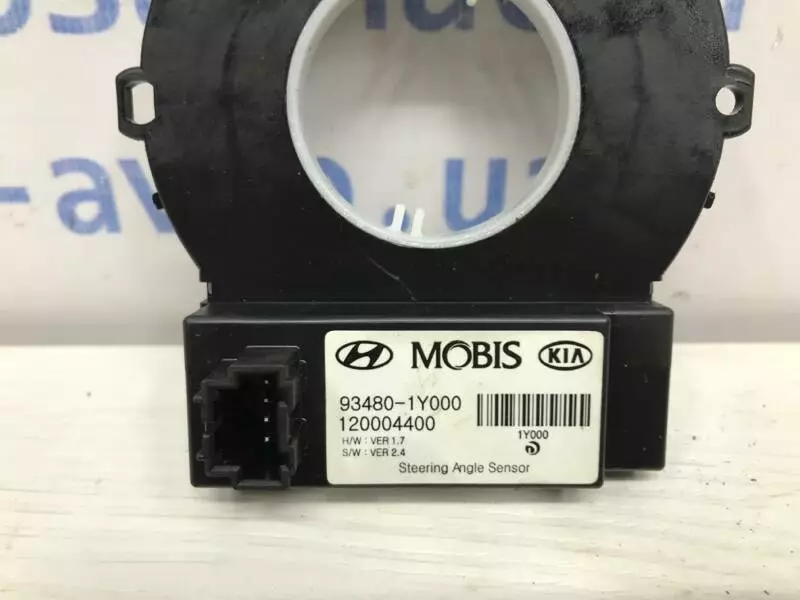 MOBIS KIA
93480-1Y000
120004400
H/W : VER 1.7
S/W : VER 2.4
1Y000
Steering Angle Sensor